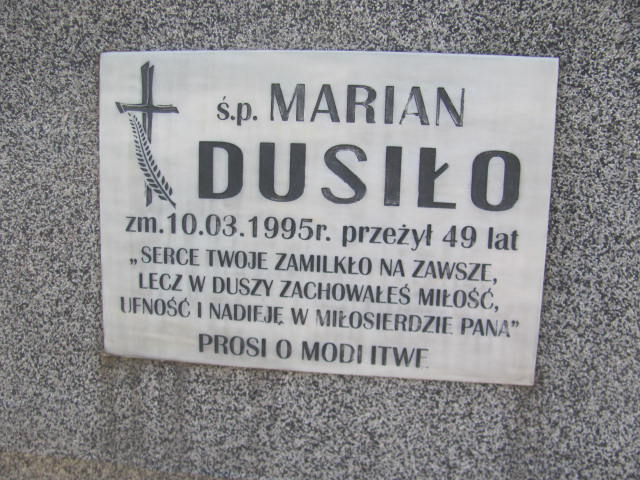 ś.p. MARIAN
DUSIŁO
zm. 10.03.1995r. przeżył 49 lat
„SERCE TWOJE ZAMILKŁO NA ZAWSZE,
LECZ W DUSZY ZACHOWAŁEŚ MIŁOŚĆ,
UFNOŚĆ I NADIEJĘ W MIŁOSIERDZIE PANA”
PROSI O MODLITWĘ